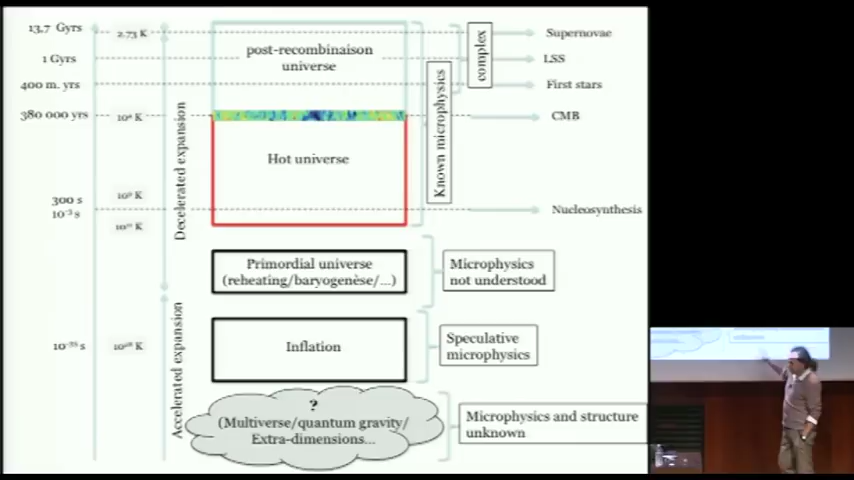 13,7 Gyrs
2.73 K
post-recombinaison
universe
complex
Supernovae
1 Gyrs
LSS
400 m. yrs
First stars
380 000 yrs
CMB
Known microphysics
Decelerated expansion
Hot universe
300 s
10⁻³ s
Nucleosynthesis
Primordial universe
(reheating/baryogenèse/...)
Microphysics
not understood
Accelerated expansion
Inflation
Speculative
microphysics
?
(Multiverse/quantum gravity/
Extra-dimensions...
Microphysics and structure
unknown